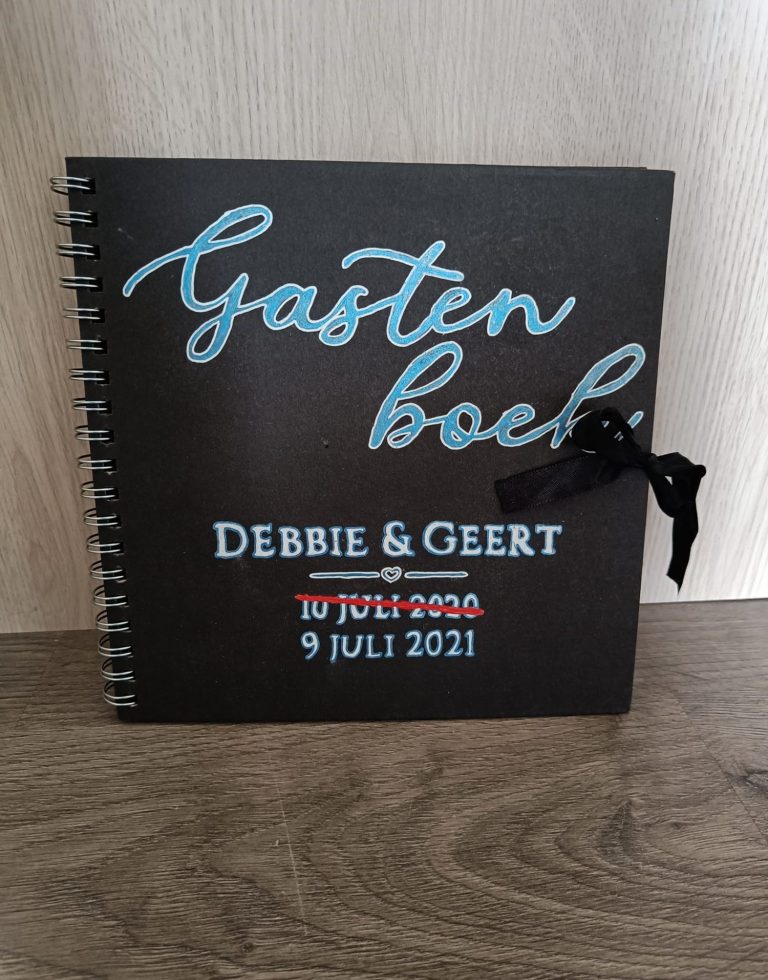 Gasten
boek
DEBBIE & GEERT
10 JULI 2020
9 JULI 2021